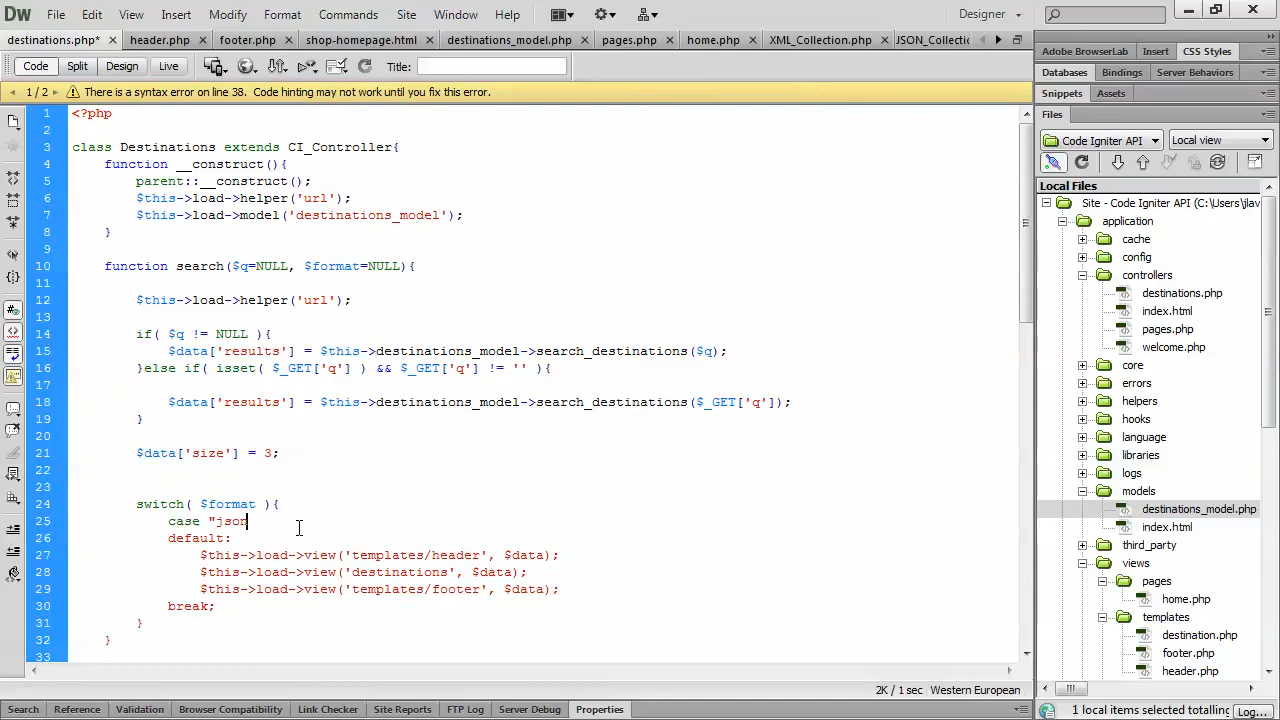 Dw File Edit View Insert Modify Format Commands Site Window Help Designer
destinations.php* header.php footer.php shop-homepage.html destinations_model.php pages.php home.php XML_Collection.php JSON_Collectic
Code Split Design Live Title:
1 / 2 There is a syntax error on line 38. Code hinting may not work until you fix this error.
1 <?php
2
3 class Destinations extends CI_Controller{
4 function __construct(){
5 parent::__construct();
6 $this->load->helper('url');
7 $this->load->model('destinations_model');
8 }
9
10 function search($q=NULL, $format=NULL){
11
12 $this->load->helper('url');
13
14 if( $q != NULL ){
15 $data['results'] = $this->destinations_model->search_destinations($q);
16 }else if( isset( $_GET['q'] ) && $_GET['q'] != '' ){
17
18 $data['results'] = $this->destinations_model->search_destinations($_GET['q']);
19 }
20
21 $data['size'] = 3;
22
23
24 switch( $format ){
25 case "json
26 default:
27 $this->load->view('templates/header', $data);
28 $this->load->view('destinations', $data);
29 $this->load->view('templates/footer', $data);
30 break;
31 }
32 }
33
2K / 1 sec Western European
Search Reference Validation Browser Compatibility Link Checker Site Reports FTP Log Server Debug Properties
Adobe BrowserLab Insert CSS Styles
Databases Bindings Server Behaviors
Snippets Assets
Files
Code Igniter API Local view
Local Files
Site - Code Igniter API (C:\Users\jlav
application
cache
config
controllers
destinations.php
index.html
pages.php
welcome.php
core
errors
helpers
hooks
language
libraries
logs
models
destinations_model.php
index.html
third_party
views
pages
home.php
templates
destination.php
footer.php
header.php
1 local items selected totalling Log...